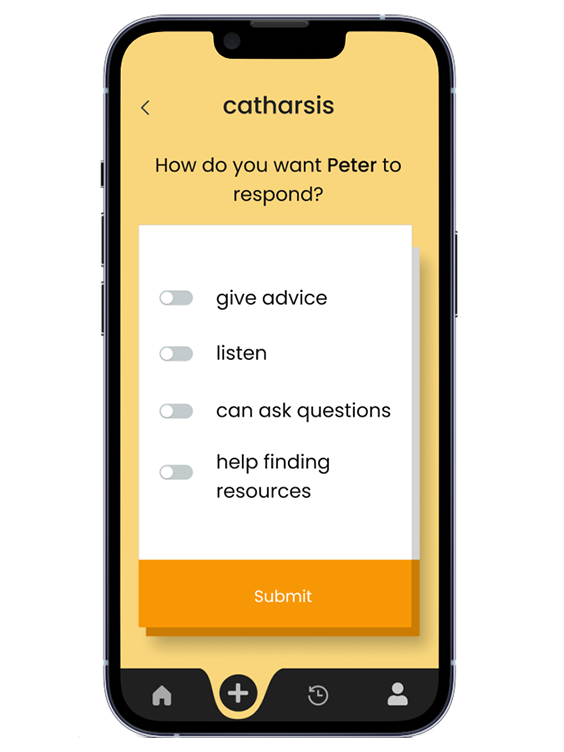 catharsis
How do you want Peter to
respond?
give advice
listen
can ask questions
help finding
resources
Submit